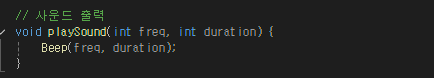 // 사운드 출력
void playSound(int freq, int duration) {
    Beep(freq, duration);
}